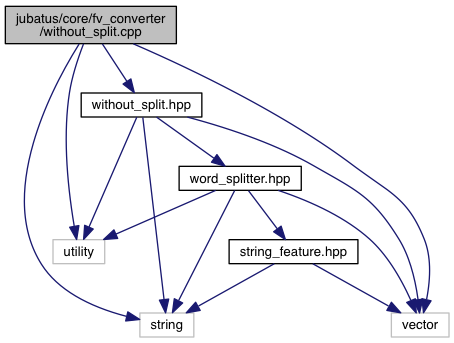 jubatus/core/fv_converter
/without_split.cpp
without_split.hpp
word_splitter.hpp
utility
string_feature.hpp
string
vector